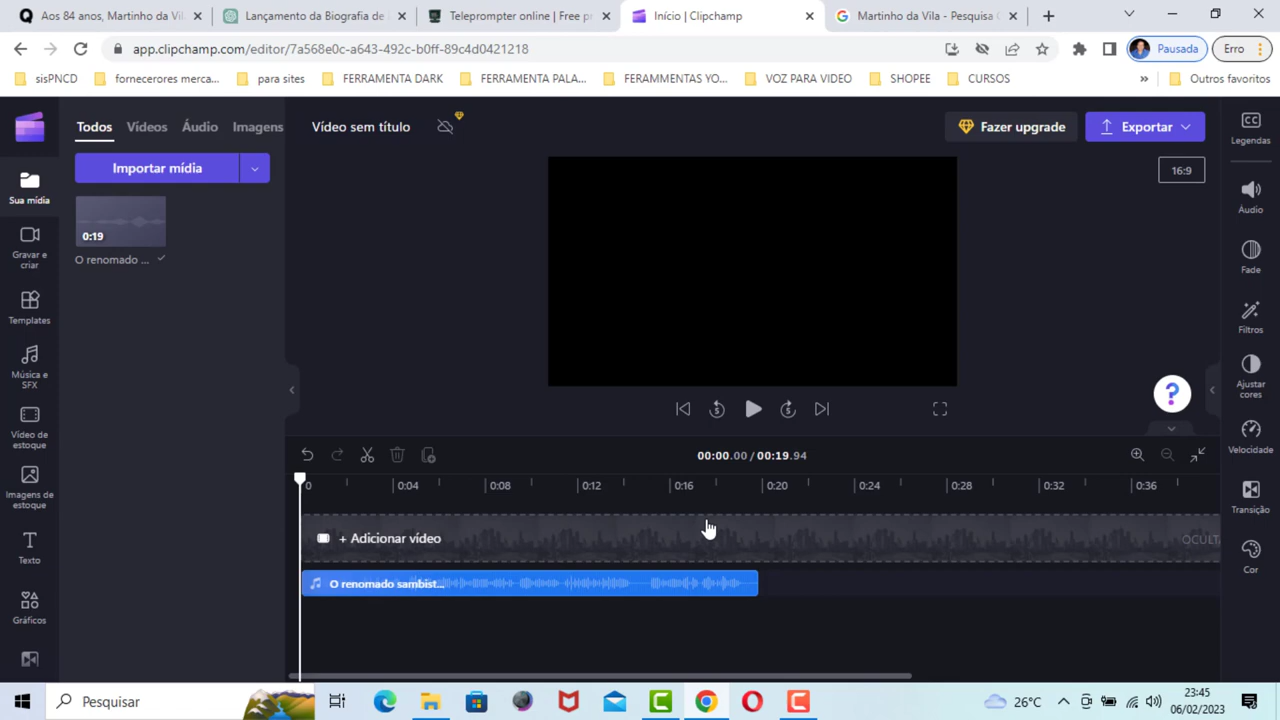 Aos 84 anos, Martinho da Vil
Lançamento da Biografia de
Teleprompter online | Free p
Início | Clipchamp
Martinho da Vila - Pesquisa
app.clipchamp.com/editor/7a568e0c-a643-492c-b0ff-89c4d0421218
Pausada
Erro
sisPNCD
fornecerores merca...
para sites
FERRAMENTA DARK
FERRAMENTA PALA...
FERAMMENTAS YO...
VOZ PARA VIDEO
SHOPEE
CURSOS
»
Outros favoritos
Todos
Vídeos
Áudio
Imagens
Vídeo sem título
Fazer upgrade
Exportar
CC
Legendas
Importar mídia
16:9
Sua mídia
0:19
O renomado ...
Áudio
Gravar e
criar
Fade
Templates
Filtros
Música e
SFX
Ajustar
cores
?
5
5
Vídeo de
estoque
Velocidade
00:00.00 / 00:19.94
Imagens de
estoque
0
0:04
0:08
0:12
0:16
0:20
0:24
0:28
0:32
0:36
Transição
+ Adicionar vídeo
OCULT
Texto
Cor
O renomado sambist...
Gráficos
Pesquisar
26°C
23:45
06/02/2023